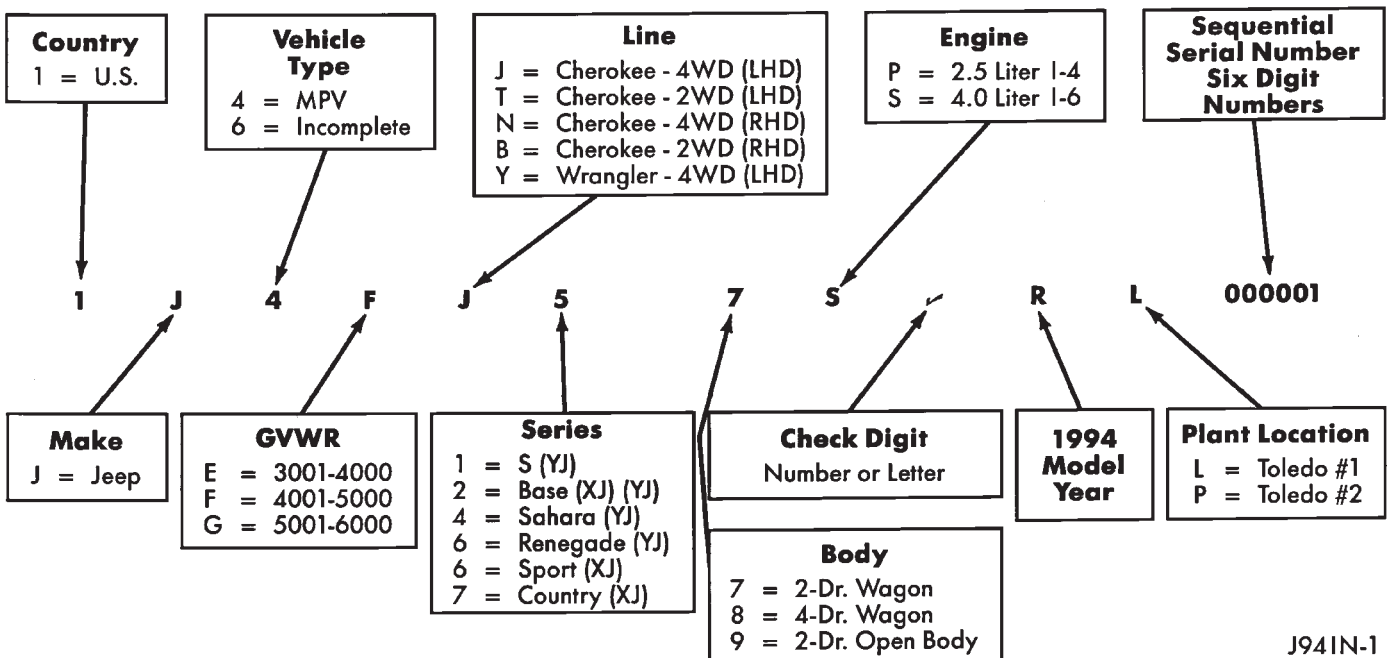 Country
1 = U.S.
Vehicle
Type
4 = MPV
6 = Incomplete
Line
J = Cherokee - 4WD (LHD)
T = Cherokee - 2WD (LHD)
N = Cherokee - 4WD (RHD)
B = Cherokee - 2WD (RHD)
Y = Wrangler - 4WD (LHD)
Engine
P = 2.5 Liter I-4
S = 4.0 Liter I-6
Sequential
Serial Number
Six Digit
Numbers
1 J 4 F J 5 7 S R L 000001
Make
J = Jeep
GVWR
E = 3001-4000
F = 4001-5000
G = 5001-6000
Series
1 = S (YJ)
2 = Base (XJ) (YJ)
4 = Sahara (YJ)
6 = Renegade (YJ)
6 = Sport (XJ)
7 = Country (XJ)
Check Digit
Number or Letter
Body
7 = 2-Dr. Wagon
8 = 4-Dr. Wagon
9 = 2-Dr. Open Body
1994
Model
Year
Plant Location
L = Toledo #1
P = Toledo #2
J94IN-1